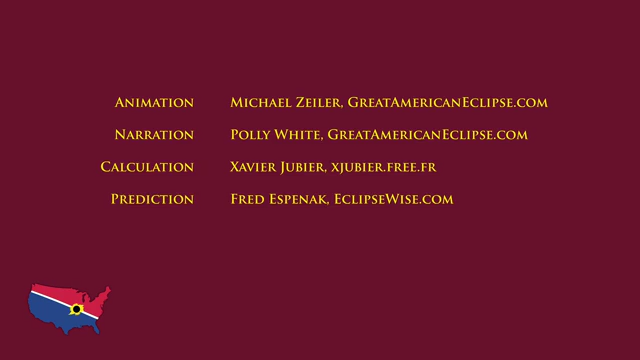 Animation Michael Zeiler, GreatAmericanEclipse.com
Narration Polly White, GreatAmericanEclipse.com
Calculation Xavier Jubier, xjubier.free.fr
Prediction Fred Espenak, EclipseWise.com